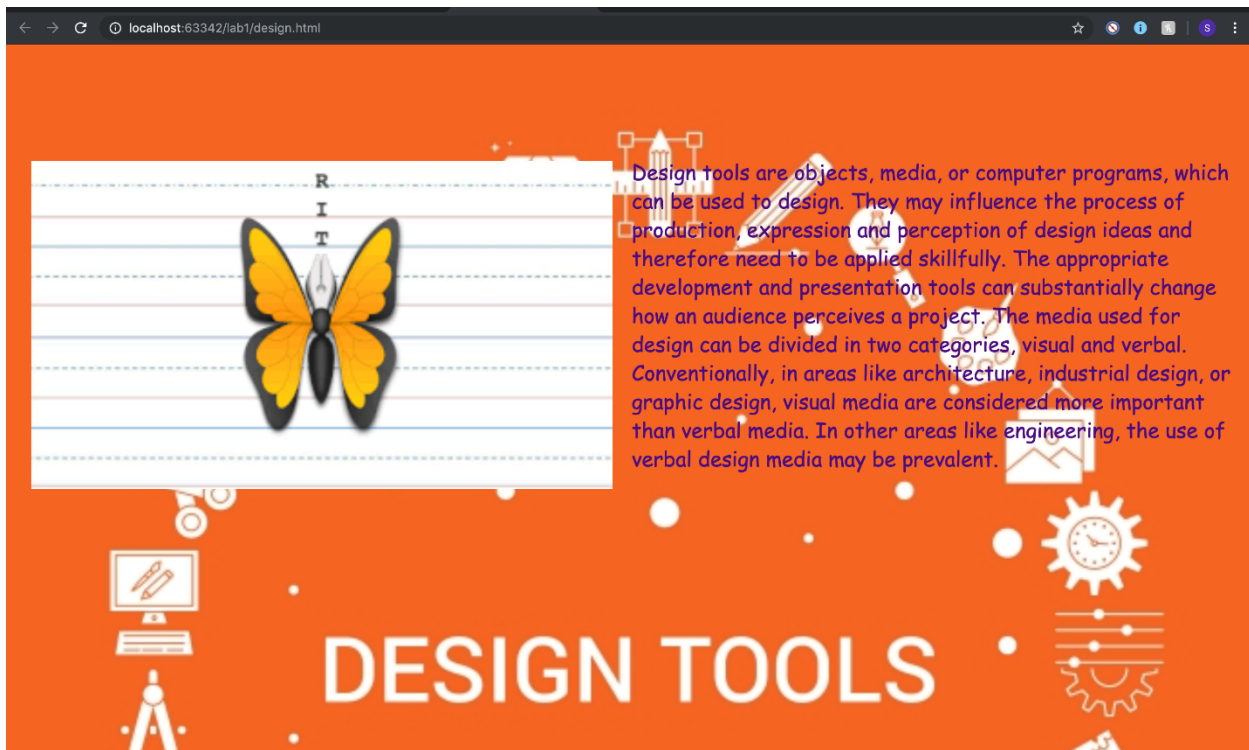 localhost:63342/lab1/design.html
S
R
I
T
Design tools are objects, media, or computer programs, which
can be used to design. They may influence the process of
production, expression and perception of design ideas and
therefore need to be applied skillfully. The appropriate
development and presentation tools can substantially change
how an audience perceives a project. The media used for
design can be divided in two categories, visual and verbal.
Conventionally, in areas like architecture, industrial design, or
graphic design, visual media are considered more important
than verbal media. In other areas like engineering, the use of
verbal design media may be prevalent.
DESIGN TOOLS